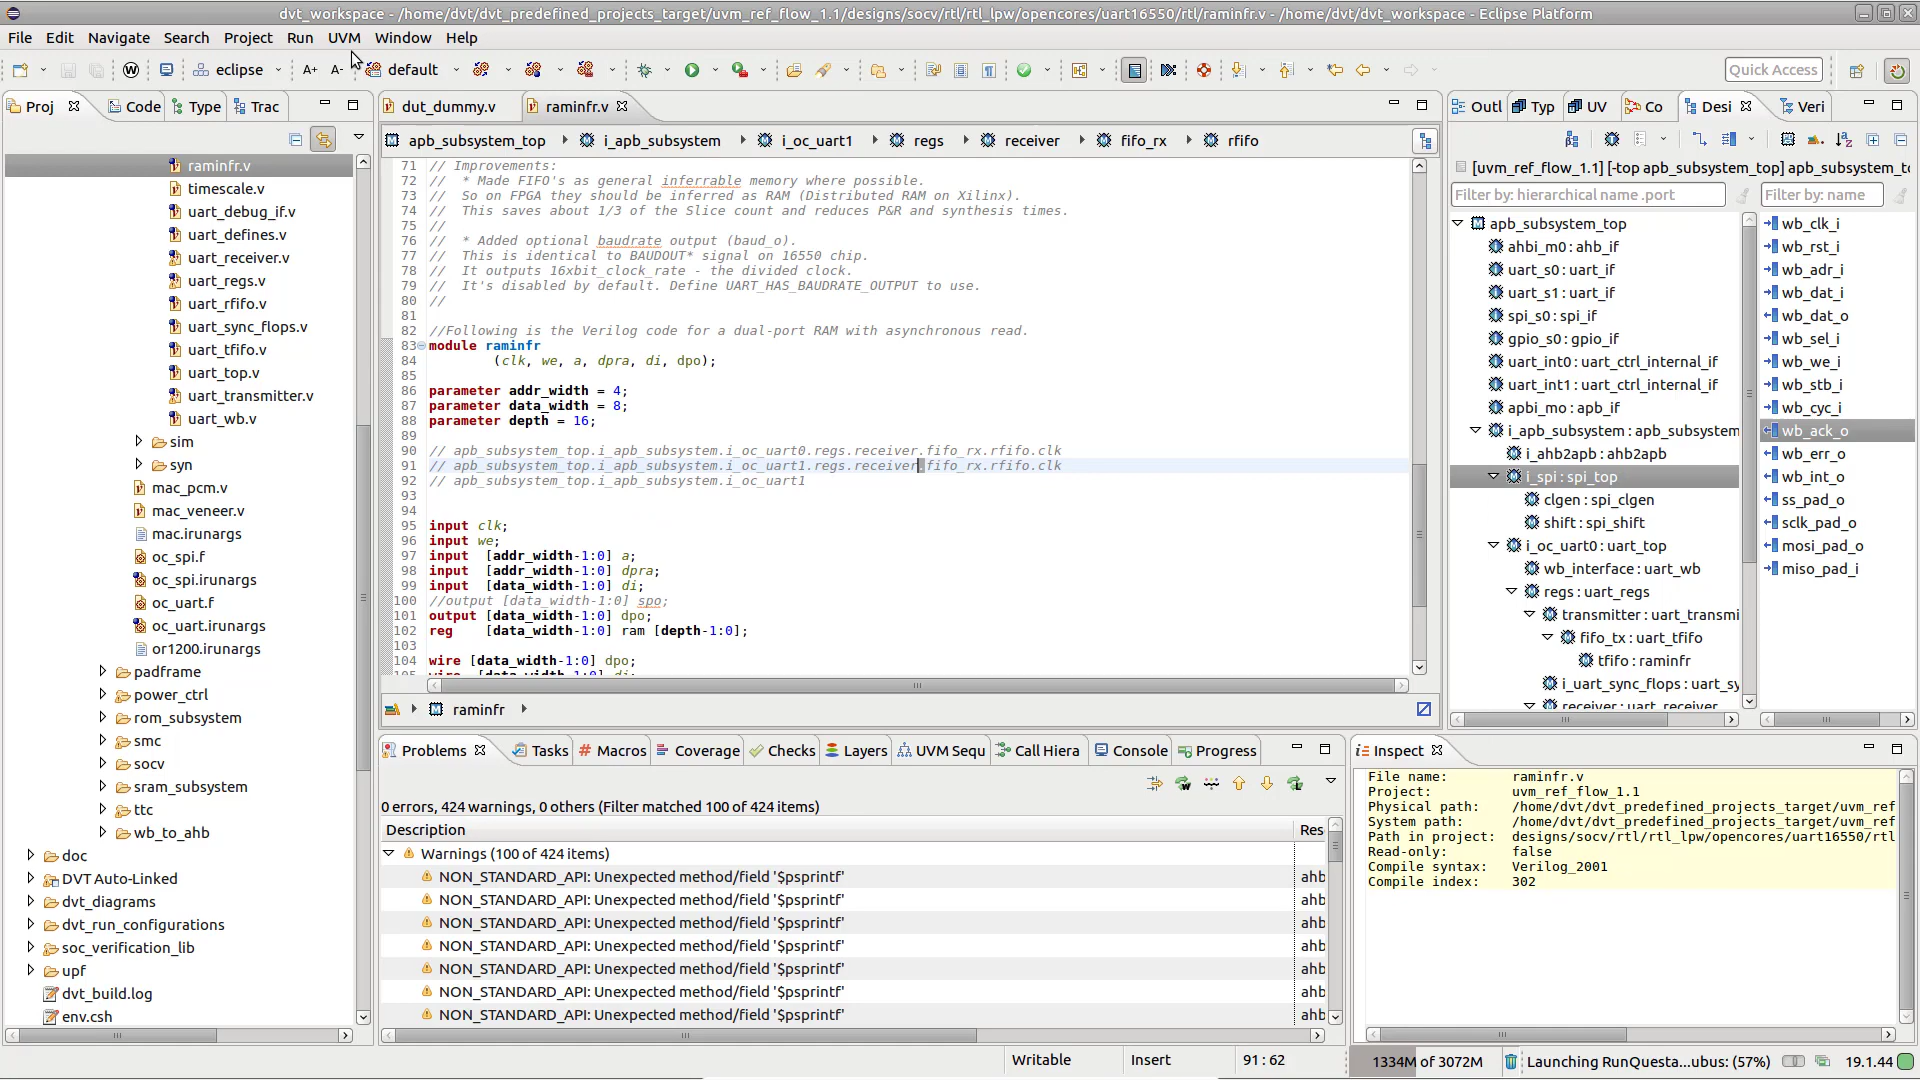 dvt_workspace - /home/dvt/dvt_predefined_projects_target/uvm_ref_flow_1.1/designs/socv/rtl/rtl_lpw/opencores/uart16550/rtl/raminfr.v - /home/dvt/dvt_workspace - Eclipse Platform
File Edit Navigate Search Project Run UVM Window Help
eclipse A+ A- default Quick Access
Proj Code Type Trac
raminfr.v
timescale.v
uart_debug_if.v
uart_defines.v
uart_receiver.v
uart_regs.v
uart_rfifo.v
uart_sync_flops.v
uart_tfifo.v
uart_top.v
uart_transmitter.v
uart_wb.v
sim
syn
mac_pcm.v
mac_veneer.v
mac.irunargs
oc_spi.f
oc_spi.irunargs
oc_uart.f
oc_uart.irunargs
or1200.irunargs
padframe
power_ctrl
rom_subsystem
smc
socv
sram_subsystem
ttc
wb_to_ahb
doc
DVT Auto-Linked
dvt_diagrams
dvt_run_configurations
soc_verification_lib
upf
dvt_build.log
env.csh
dut_dummy.v raminfr.v
apb_subsystem_top i_apb_subsystem i_oc_uart1 regs receiver fifo_rx rfifo
71 // Improvements:
72 // * Made FIFO's as general inferrable memory where possible.
73 // So on FPGA they should be inferred as RAM (Distributed RAM on Xilinx).
74 // This saves about 1/3 of the Slice count and reduces P&R and synthesis times.
75 //
76 // * Added optional baudrate output (baud_o).
77 // This is identical to BAUDOUT* signal on 16550 chip.
78 // It outputs 16xbit_clock_rate - the divided clock.
79 // It's disabled by default. Define UART_HAS_BAUDRATE_OUTPUT to use.
80 //
81
82 //Following is the Verilog code for a dual-port RAM with asynchronous read.
83 module raminfr
84 (clk, we, a, dpra, di, dpo);
85
86 parameter addr_width = 4;
87 parameter data_width = 8;
88 parameter depth = 16;
89
90 // apb_subsystem_top.i_apb_subsystem.i_oc_uart0.regs.receiver.fifo_rx.rfifo.clk
91 // apb_subsystem_top.i_apb_subsystem.i_oc_uart1.regs.receiver.fifo_rx.rfifo.clk
92 // apb_subsystem_top.i_apb_subsystem.i_oc_uart1
93
94
95 input clk;
96 input we;
97 input [addr_width-1:0] a;
98 input [addr_width-1:0] dpra;
99 input [data_width-1:0] di;
100 //output [data_width-1:0] spo;
101 output [data_width-1:0] dpo;
102 reg [data_width-1:0] ram [depth-1:0];
103
104 wire [data_width-1:0] dpo;
raminfr
Problems Tasks Macros Coverage Checks Layers UVM Sequ Call Hiera Console Progress
0 errors, 424 warnings, 0 others (Filter matched 100 of 424 items)
Description Res
Warnings (100 of 424 items)
NON_STANDARD_API: Unexpected method/field '$psprintf' ahb
NON_STANDARD_API: Unexpected method/field '$psprintf' ahb
NON_STANDARD_API: Unexpected method/field '$psprintf' ahb
NON_STANDARD_API: Unexpected method/field '$psprintf' ahb
NON_STANDARD_API: Unexpected method/field '$psprintf' ahb
NON_STANDARD_API: Unexpected method/field '$psprintf' ahb
NON_STANDARD_API: Unexpected method/field '$psprintf' ahb
Outl Typ UV Co Desi Veri
[uvm_ref_flow_1.1] [-top apb_subsystem_top] apb_subsystem_to
Filter by: hierarchical name .port Filter by: name
apb_subsystem_top
ahbi_m0 : ahb_if
uart_s0 : uart_if
uart_s1 : uart_if
spi_s0 : spi_if
gpio_s0 : gpio_if
uart_int0 : uart_ctrl_internal_if
uart_int1 : uart_ctrl_internal_if
apbi_mo : apb_if
i_apb_subsystem : apb_subsystem
i_ahb2apb : ahb2apb
i_spi : spi_top
clgen : spi_clgen
shift : spi_shift
i_oc_uart0 : uart_top
wb_interface : uart_wb
regs : uart_regs
transmitter : uart_transmi
fifo_tx : uart_tfifo
tfifo : raminfr
i_uart_sync_flops : uart_sy
receiver : uart_receiver
wb_clk_i
wb_rst_i
wb_adr_i
wb_dat_i
wb_dat_o
wb_sel_i
wb_we_i
wb_stb_i
wb_cyc_i
wb_ack_o
wb_err_o
wb_int_o
ss_pad_o
sclk_pad_o
mosi_pad_o
miso_pad_i
Inspect
File name: raminfr.v
Project: uvm_ref_flow_1.1
Physical path: /home/dvt/dvt_predefined_projects_target/uvm_ref
System path: /home/dvt/dvt_predefined_projects_target/uvm_ref
Path in project: designs/socv/rtl/rtl_lpw/opencores/uart16550/rtl
Read-only: false
Compile syntax: Verilog_2001
Compile index: 302
Writable Insert 91 : 62 1334M of 3072M Launching RunQuesta...ubus: (57%) 19.1.44